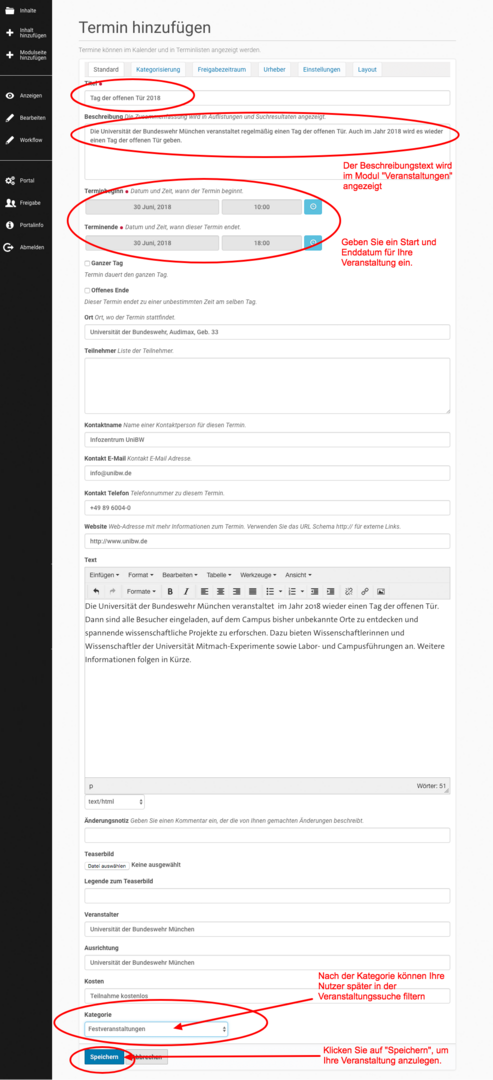 Inhalte
Inhalt
hinzufügen
Modulseite
hinzufügen
Anzeigen
Bearbeiten
Workflow
Portal
Freigabe
Portalinfo
Abmelden
Termin hinzufügen
Termine können im Kalender und in Terminlisten angezeigt werden.
Standard Kategorisierung Freigabezeitraum Urheber Einstellungen Layout
Titel
Tag der offenen Tür 2018
Beschreibung Die Zusammenfassung wird in Auflistungen und Suchresultaten angezeigt
Die Universität der Bundeswehr München veranstaltet regelmäßig einen Tag der offenen Tür. Auch im Jahr 2018 wird es wieder
einen Tag der offenen Tür geben.
Der Beschreibungstext wird
im Modul "Veranstaltungen"
angezeigt
Terminbeginn • Datum und Zeit, wann der Termin beginnt.
30 Juni, 2018 10:00
Terminende • Datum und Zeit, wann dieser Termin endet.
30 Juni, 2018 18:00
Geben Sie ein Start und
Enddatum für Ihre
Veranstaltung ein.
Ganzer Tag
Termin dauert den ganzen Tag.
Offenes Ende
Dieser Termin endet zu einer unbestimmten Zeit am selben Tag.
Ort Ort, wo der Termin stattfindet.
Universität der Bundeswehr, Audimax, Geb. 33
Teilnehmer Liste der Teilnehmer.
Kontaktname Name einer Kontaktperson für diesen Termin.
Infozentrum UniBW
Kontakt E-Mail Kontakt E-Mail Adresse.
info@unibw.de
Kontakt Telefon Telefonnummer zu diesem Termin.
+49 89 6004-0
Website Web-Adresse mit mehr Informationen zum Termin. Verwenden Sie das URL Schema http:// für externe Links.
http://www.unibw.de
Text
Einfügen Format Bearbeiten Tabelle Werkzeuge Ansicht
Formate B I
Die Universität der Bundeswehr München veranstaltet im Jahr 2018 wieder einen Tag der offenen Tür.
Dann sind alle Besucher eingeladen, auf dem Campus bisher unbekannte Orte zu entdecken und
spannende wissenschaftliche Projekte zu erforschen. Dazu bieten Wissenschaftlerinnen und
Wissenschaftler der Universität Mitmach-Experimente sowie Labor- und Campusführungen an. Weitere
Informationen folgen in Kürze.
p Wörter: 51
text/html
Änderungsnotiz Geben Sie einen Kommentar ein, der die von Ihnen gemachten Änderungen beschreibt.
Teaserbild
Datei auswählen Keine ausgewählt
Legende zum Teaserbild
Veranstalter
Universität der Bundeswehr München
Ausrichtung
Universität der Bundeswehr München
Kosten
Teilnahme kostenlos
Nach der Kategorie können Ihre
Nutzer später in der
Veranstaltungssuche filtern
Kategorie
Festveranstaltungen
Speichern Abbrechen
Klicken Sie auf "Speichern", um
Ihre Veranstaltung anzulegen.